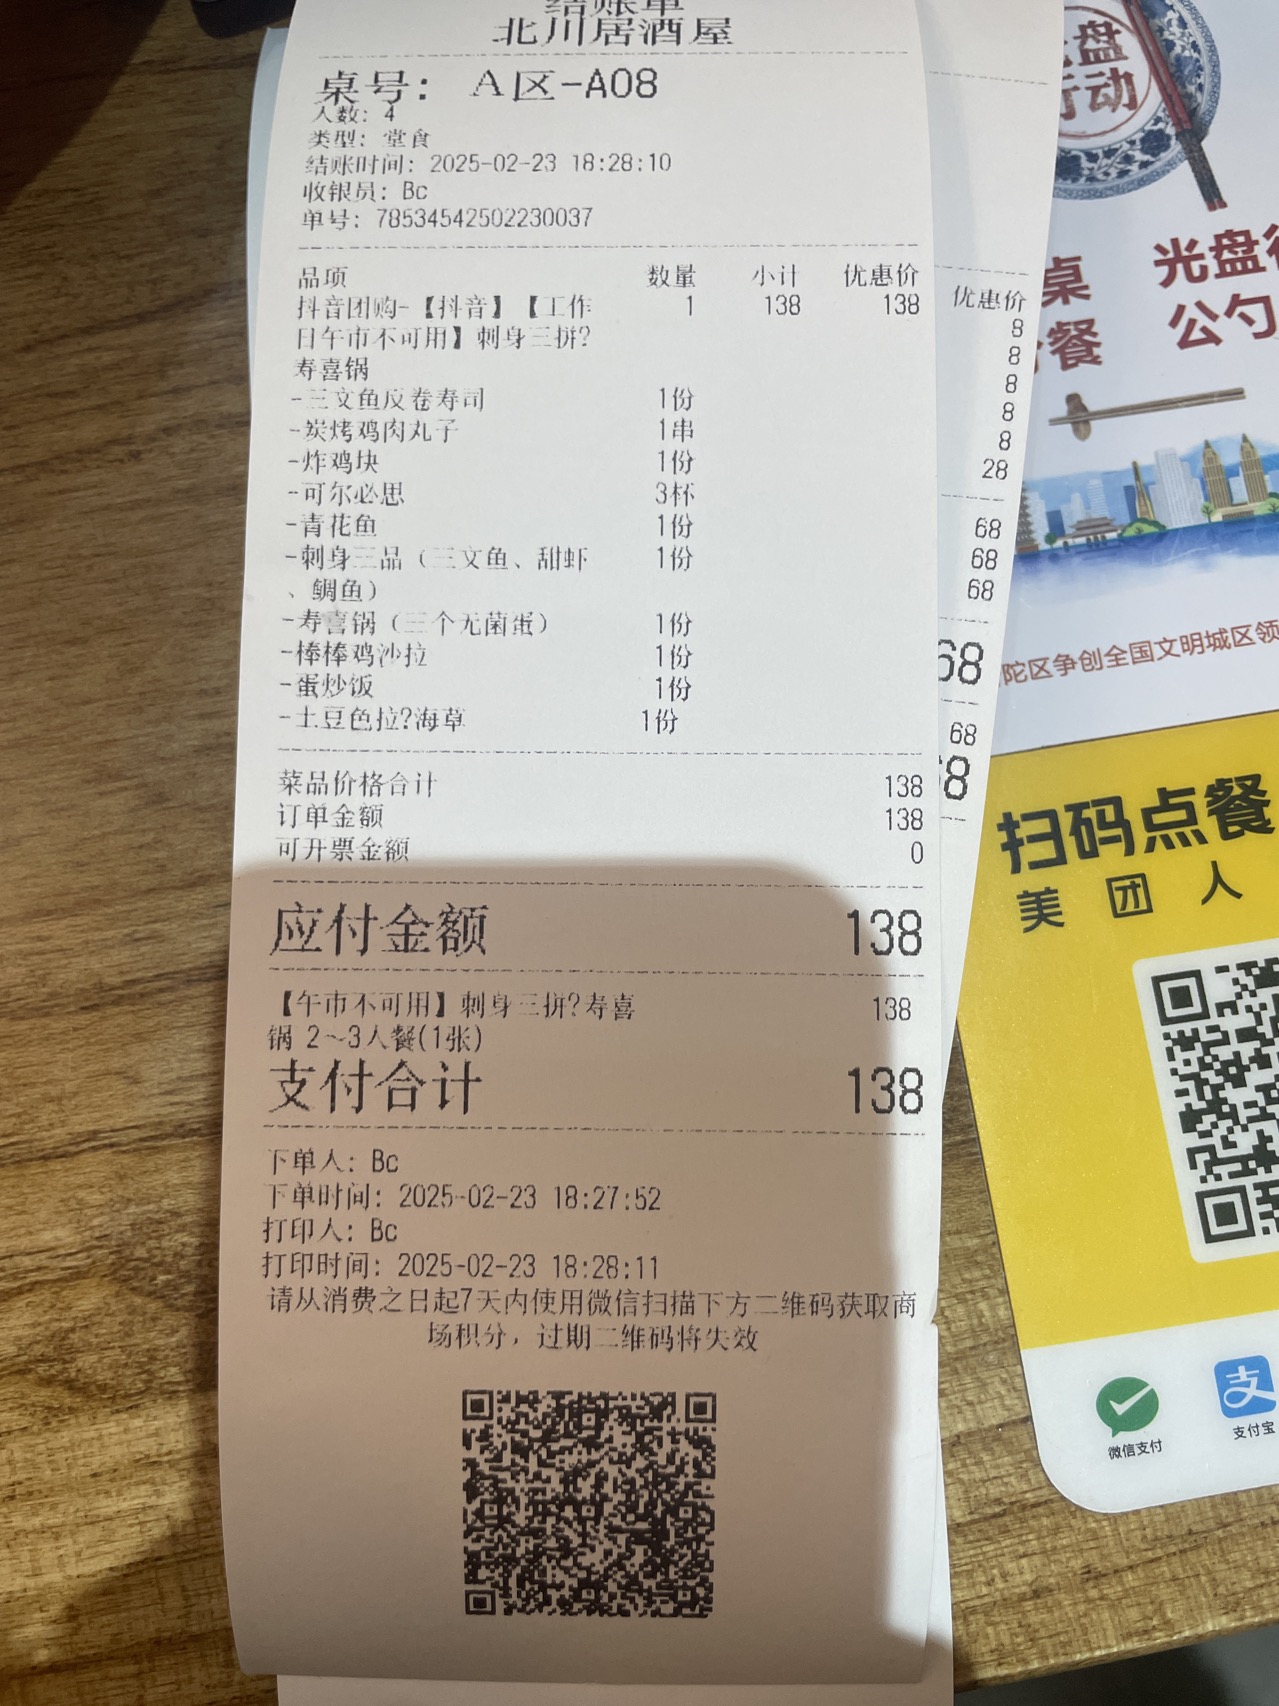 结账单
北川居酒屋
桌号: A区-A08
人数: 4
类型: 堂食
结账时间: 2025-02-23 18:28:10
收银员: Bc
单号: 78534542502230037
品项 数量 小计 优惠价
抖音团购-【抖音】【工作 1 138 138
日午市不可用】刺身三拼?
寿喜锅
-三文鱼反卷寿司 1份
-炭烤鸡肉丸子 1串
-炸鸡块 1份
-可尔必思 3杯
-青花鱼 1份
-刺身三品（三文鱼、甜虾 1份
、鲷鱼）
-寿喜锅（三个无菌蛋） 1份
-棒棒鸡沙拉 1份
-蛋炒饭 1份
-土豆色拉?海草 1份
菜品价格合计 138
订单金额 138
可开票金额 0
应付金额 138
【午市不可用】刺身三拼?寿喜 138
锅 2~3人餐(1张)
支付合计 138
下单人: Bc
下单时间: 2025-02-23 18:27:52
打印人: Bc
打印时间: 2025-02-23 18:28:11
请从消费之日起7天内使用微信扫描下方二维码获取商
场积分，过期二维码将失效
优惠价
8
8
8
8
8
28
68
68
68
68
68
68
盘
行动
桌
餐
光盘行
公勺
陀区争创全国文明城区领
扫码点餐
美团人
微信支付
支付宝